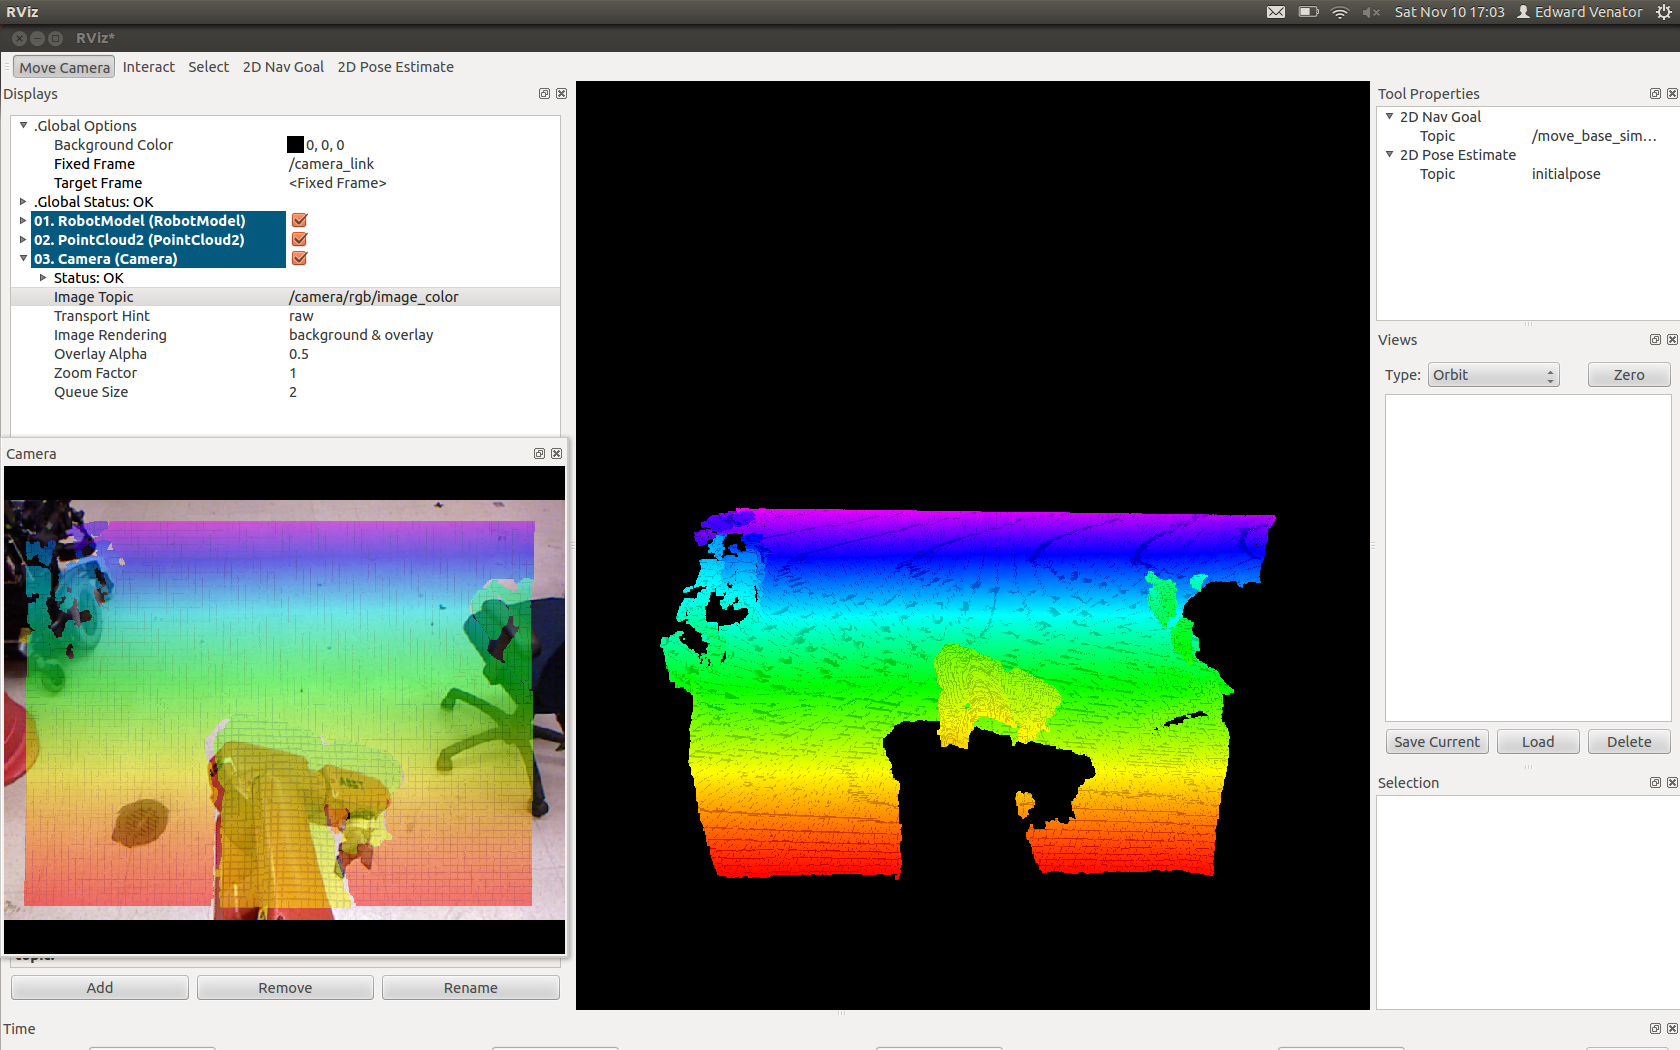 RViz
Sat Nov 10 17:03
Edward Venator
RViz*
Move Camera
Interact
Select
2D Nav Goal
2D Pose Estimate
Displays
.Global Options
Background Color
0, 0, 0
Fixed Frame
/camera_link
Target Frame
<Fixed Frame>
.Global Status: OK
01. RobotModel (RobotModel)
02. PointCloud2 (PointCloud2)
03. Camera (Camera)
Status: OK
Image Topic
/camera/rgb/image_color
Transport Hint
raw
Image Rendering
background & overlay
Overlay Alpha
0.5
Zoom Factor
1
Queue Size
2
Camera
Add
Remove
Rename
Time
Tool Properties
2D Nav Goal
Topic
/move_base_sim...
2D Pose Estimate
Topic
initialpose
Views
Type:
Orbit
Zero
Save Current
Load
Delete
Selection